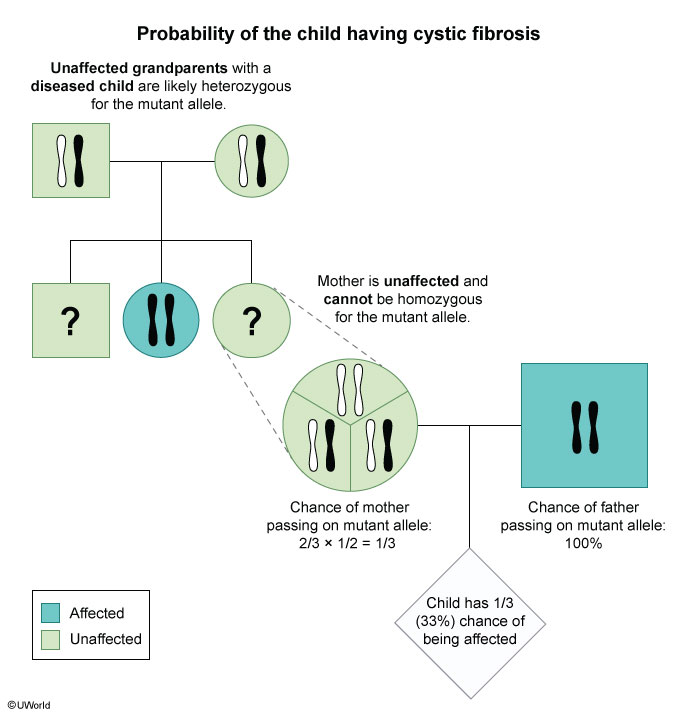 Probability of the child having cystic fibrosis
Unaffected grandparents with a
diseased child are likely heterozygous
for the mutant allele.
?
?
Mother is unaffected and
cannot be homozygous
for the mutant allele.
Chance of mother
passing on mutant allele:
2/3 × 1/2 = 1/3
Chance of father
passing on mutant allele:
100%
Child has 1/3
(33%) chance of
being affected
Affected
Unaffected
©UWorld